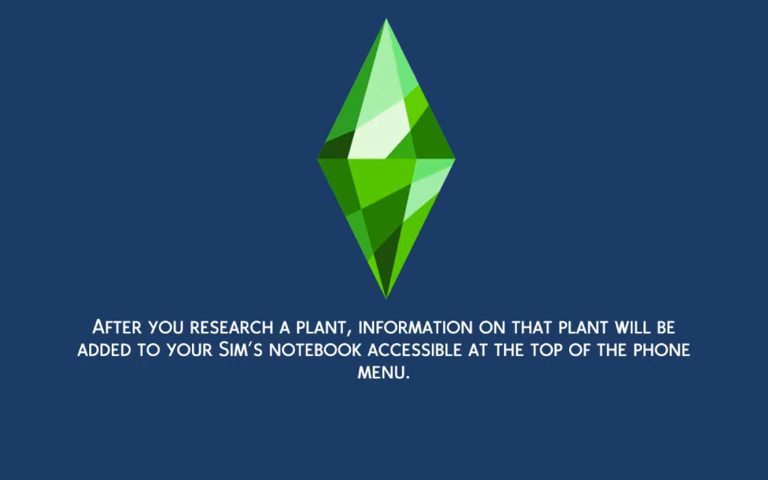 After you research a plant, information on that plant will be
added to your Sim's notebook accessible at the top of the phone
menu.